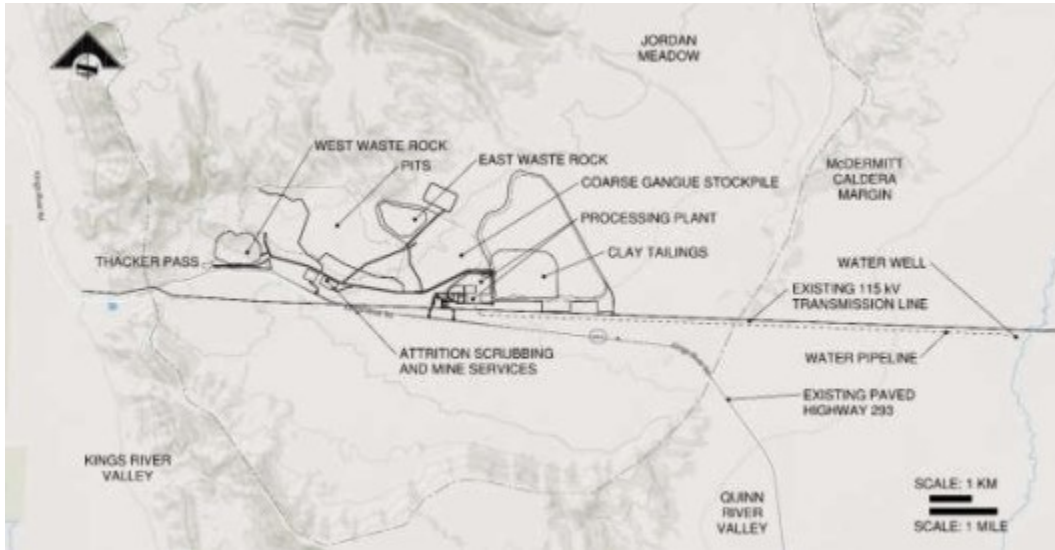 JORDAN
MEADOW
WEST WASTE ROCK
PITS
EAST WASTE ROCK
COARSE GANGUE STOCKPILE
PROCESSING PLANT
CLAY TAILINGS
McDERMITT
CALDERA
MARGIN
THACKER PASS
WATER WELL
EXISTING 115 kV
TRANSMISSION LINE
ATTRITION SCRUBBING
AND MINE SERVICES
WATER PIPELINE
EXISTING PAVED
HIGHWAY 293
KINGS RIVER
VALLEY
QUINN
RIVER
VALLEY
SCALE: 1 KM
SCALE: 1 MILE